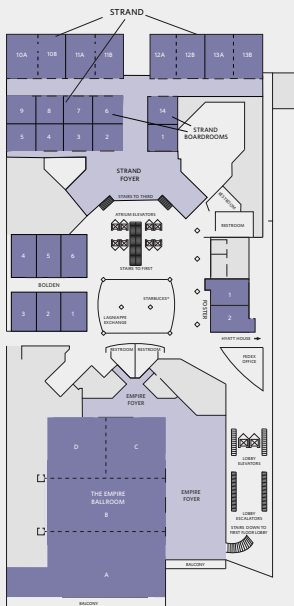 STRAND
10A 10B 11A 11B 12A 12B 13A 13B
9 8 7 6 14
5 4 3 2 1
STRAND
BOARDROOMS
STRAND
FOYER
RESTROOM
STAIRS TO THIRD
ATRIUM ELEVATORS
RESTROOM
4 5 6
STAIRS TO FIRST
BOLDEN
STARBUCKS®
LAGNIAPPE
EXCHANGE
FOSTER
1
2
3 2 1
HYATT HOUSE
RESTROOM RESTROOM
FEDEX
OFFICE
EMPIRE
FOYER
D C
LOBBY
ELEVATORS
THE EMPIRE
BALLROOM
EMPIRE
FOYER
B
LOBBY
ESCALATORS
STAIRS DOWN TO
FIRST FLOOR LOBBY
BALCONY
A
BALCONY